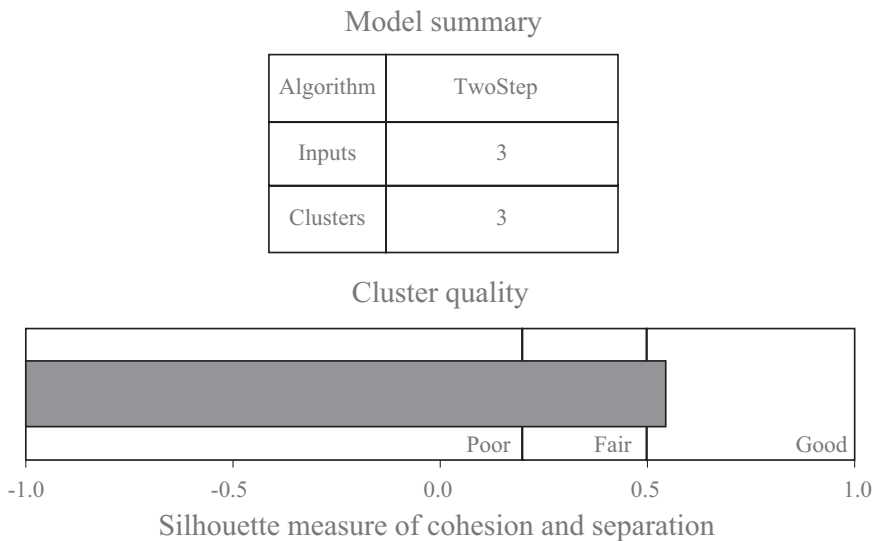 Model summary
Algorithm TwoStep
Inputs 3
Clusters 3
Cluster quality
Poor Fair Good
-1.0 -0.5 0.0 0.5 1.0
Silhouette measure of cohesion and separation